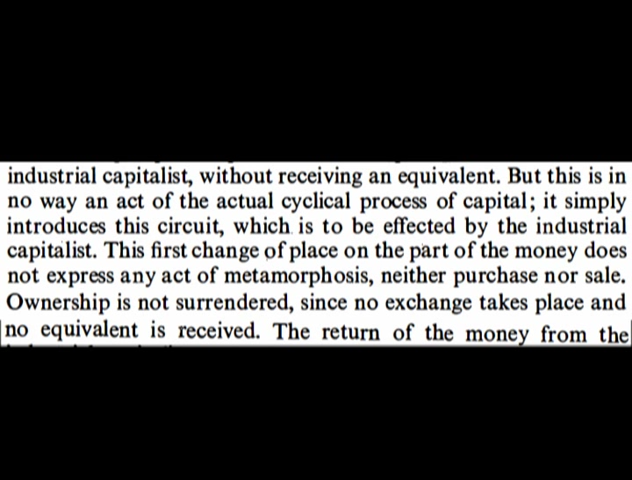 industrial capitalist, without receiving an equivalent. But this is in
no way an act of the actual cyclical process of capital; it simply
introduces this circuit, which is to be effected by the industrial
capitalist. This first change of place on the part of the money does
not express any act of metamorphosis, neither purchase nor sale.
Ownership is not surrendered, since no exchange takes place and
no equivalent is received. The return of the money from the